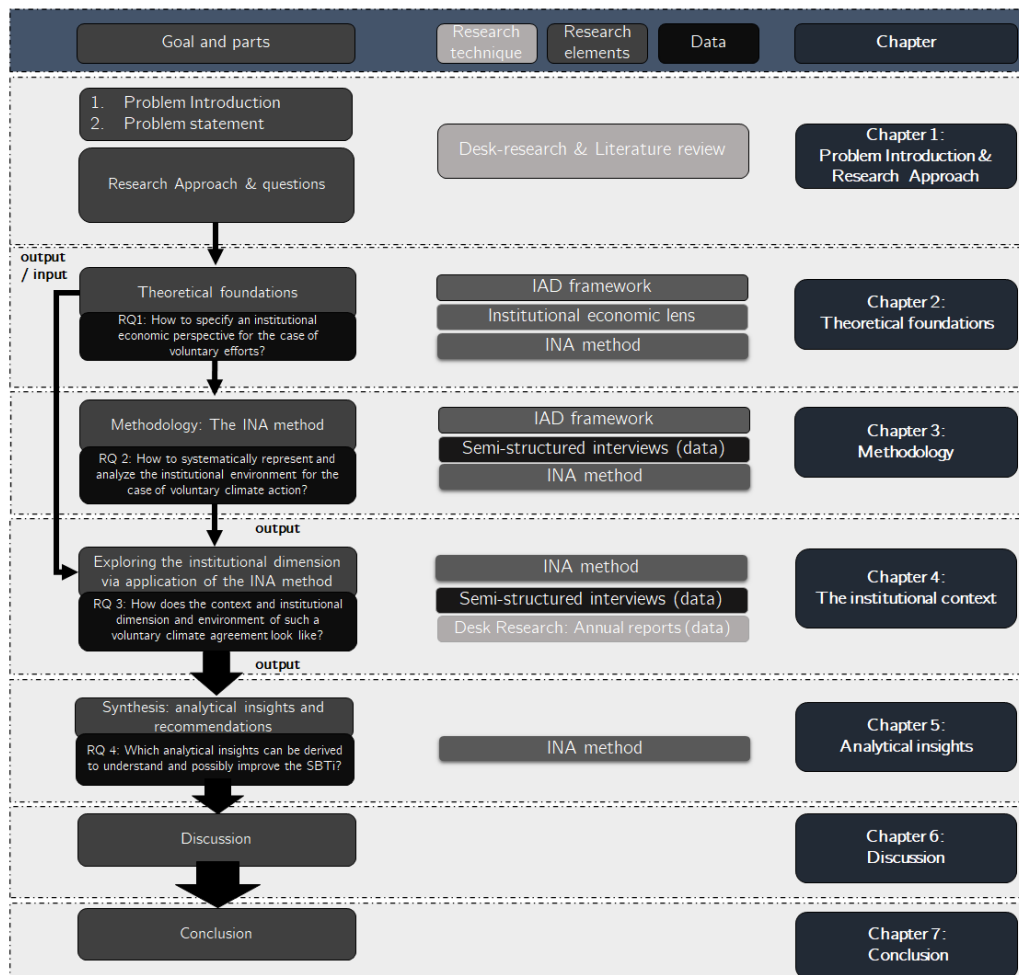 Goal and parts
Research
technique
Research
elements
Data
Chapter
1. Problem Introduction
2. Problem statement
Research Approach & questions
Desk-research & Literature review
Chapter 1:
Problem Introduction &
Research Approach
output
/ input
Theoretical foundations
RQ1: How to specify an institutional
economic perspective for the case of
voluntary efforts?
IAD framework
Institutional economic lens
INA method
Chapter 2:
Theoretical foundations
Methodology: The INA method
RQ 2: How to systematically represent and
analyze the institutional environment for the
case of voluntary climate action?
IAD framework
Semi-structured interviews (data)
INA method
Chapter 3:
Methodology
output
Exploring the institutional dimension
via application of the INA method
RQ 3: How does the context and institutional
dimension and environment of such a
voluntary climate agreement look like?
INA method
Semi-structured interviews (data)
Desk Research: Annual reports (data)
Chapter 4:
The institutional context
output
Synthesis: analytical insights and
recommendations
RQ 4: Which analytical insights can be derived
to understand and possibly improve the SBTi?
INA method
Chapter 5:
Analytical insights
Discussion
Chapter 6:
Discussion
Conclusion
Chapter 7:
Conclusion